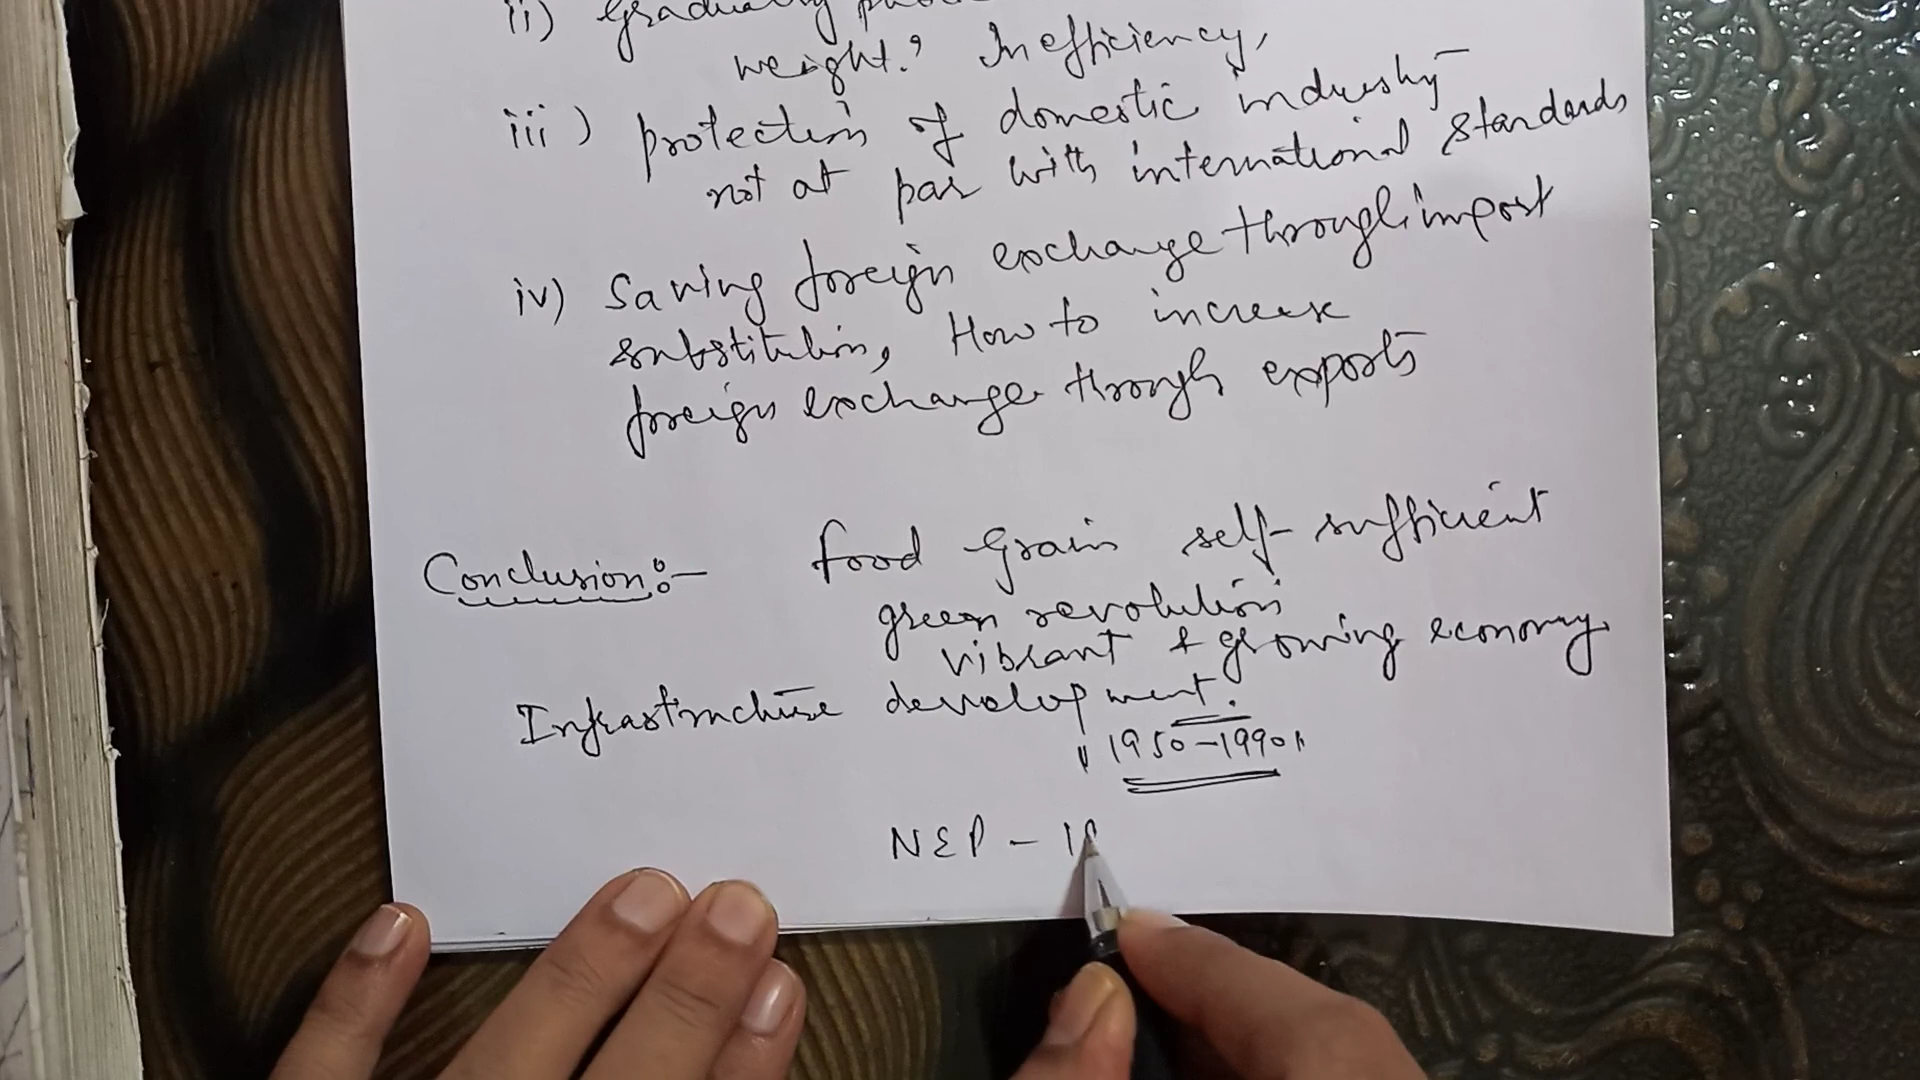 ii) Gradually
weight." Inefficiency,
iii) protection of domestic industry
not at par with international standards
iv) Saving foreign exchange through import
substitution, How to increase
foreign exchange through exports
Conclusion:- food grain self-sufficient
green revolution
vibrant & growing economy
Infrastructure development.
"1950-1990"
NEP - 19